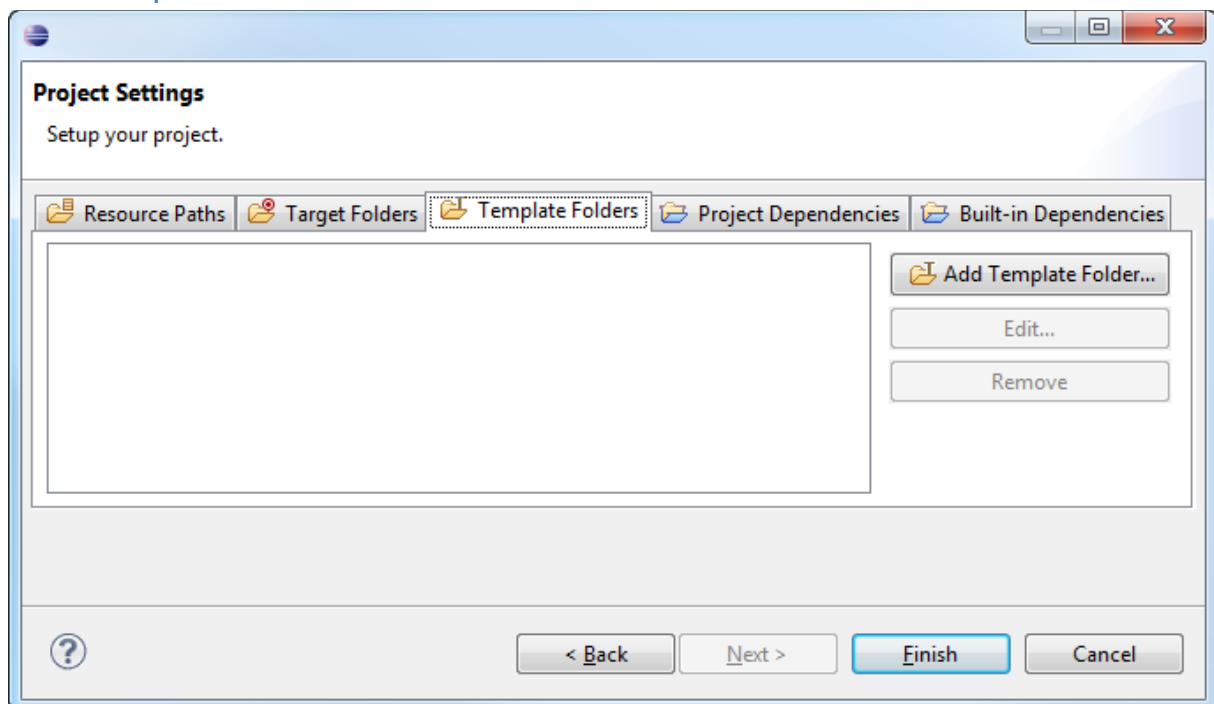 Project Settings
Setup your project.
Resource Paths Target Folders Template Folders Project Dependencies Built-in Dependencies
Add Template Folder...
Edit...
Remove
< Back Next > Finish Cancel